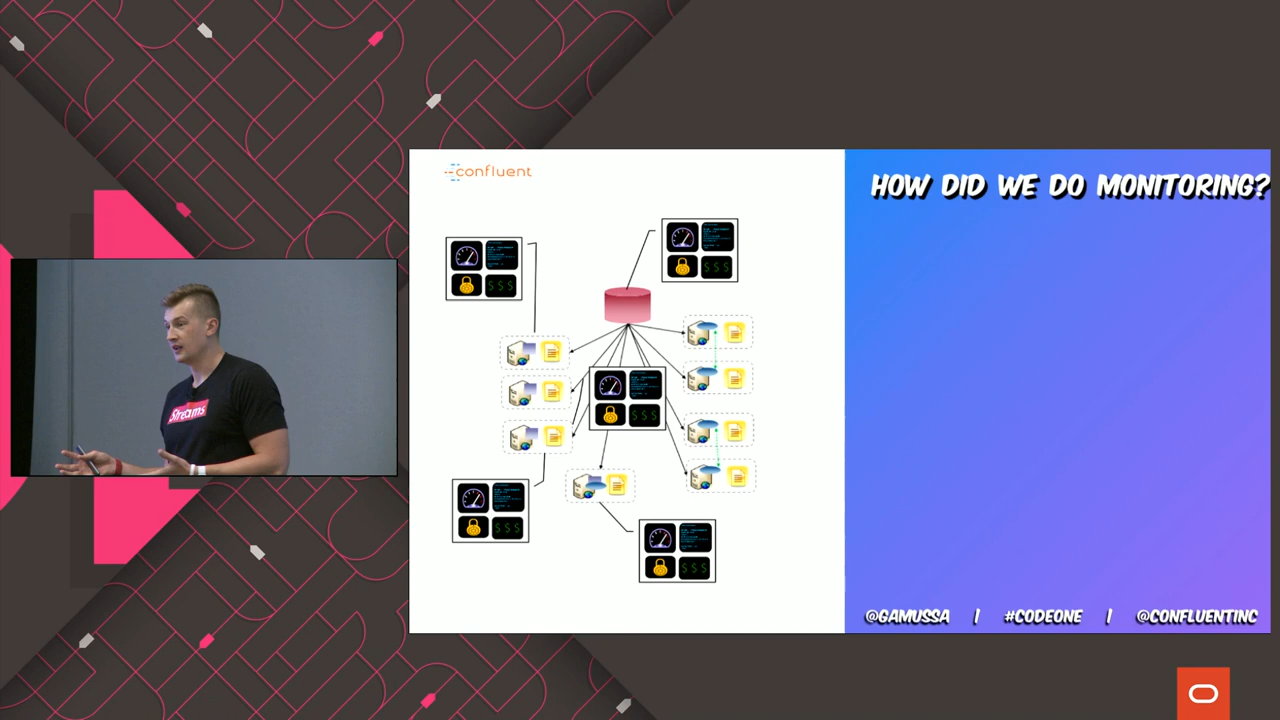 confluent
HOW DID WE DO MONITORING?
$$$
$$$
$$$
$$$
$$$
Streams
@GAMUSSA | #CODEONE | @CONFLUENTINC